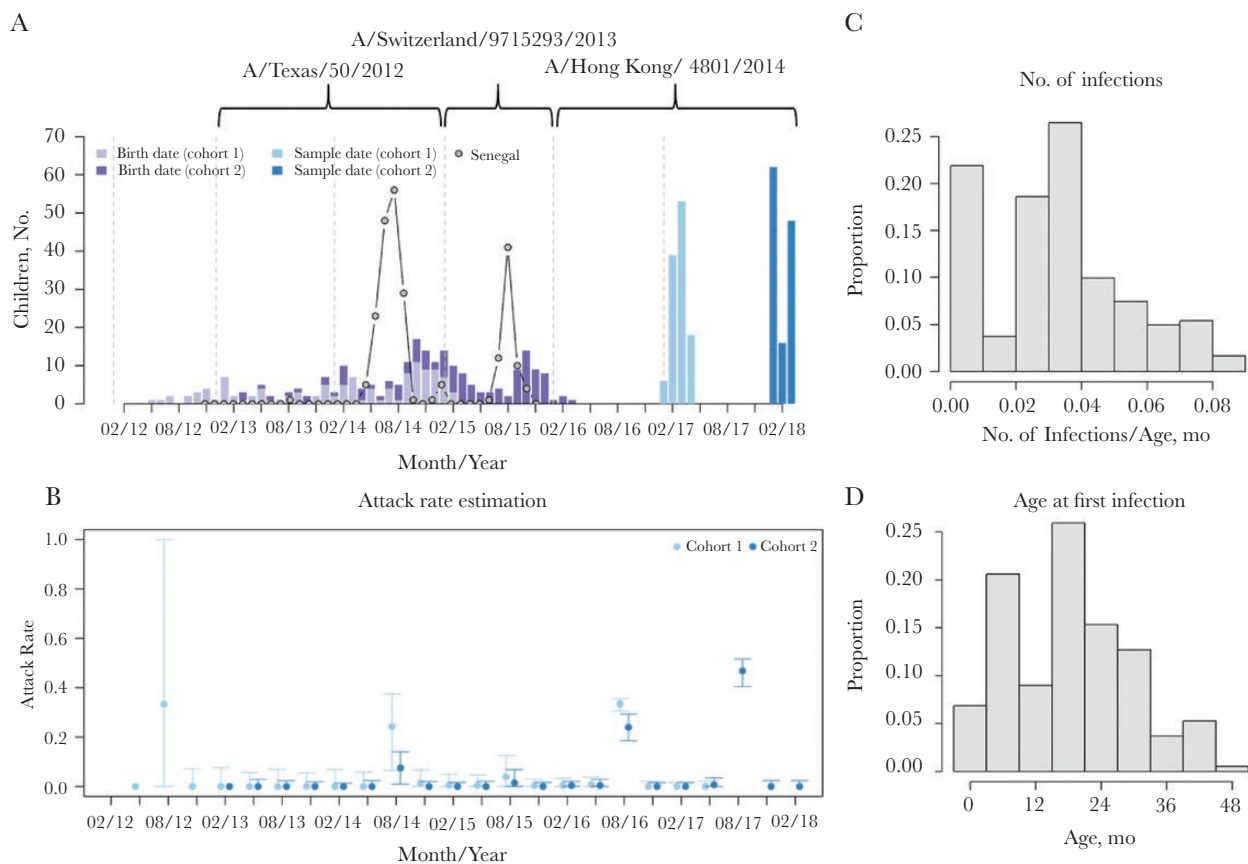 A
A/Switzerland/9715293/2013
A/Texas/50/2012
A/Hong Kong/ 4801/2014
Birth date (cohort 1)
Birth date (cohort 2)
Sample date (cohort 1)
Sample date (cohort 2)
Senegal
Children, No.
70
60
50
40
30
20
10
0
02/12 08/12 02/13 08/13 02/14 08/14 02/15 08/15 02/16 08/16 02/17 08/17 02/18
Month/Year
B
Attack rate estimation
Cohort 1 Cohort 2
Attack Rate
1.0
0.8
0.6
0.4
0.2
0.0
02/12 08/12 02/13 08/13 02/14 08/14 02/15 08/15 02/16 08/16 02/17 08/17 02/18
Month/Year
C
No. of infections
Proportion
0.25
0.20
0.15
0.10
0.05
0.00
0.00 0.02 0.04 0.06 0.08
No. of Infections/Age, mo
D
Age at first infection
Proportion
0.25
0.20
0.15
0.10
0.05
0.00
0 12 24 36 48
Age, mo